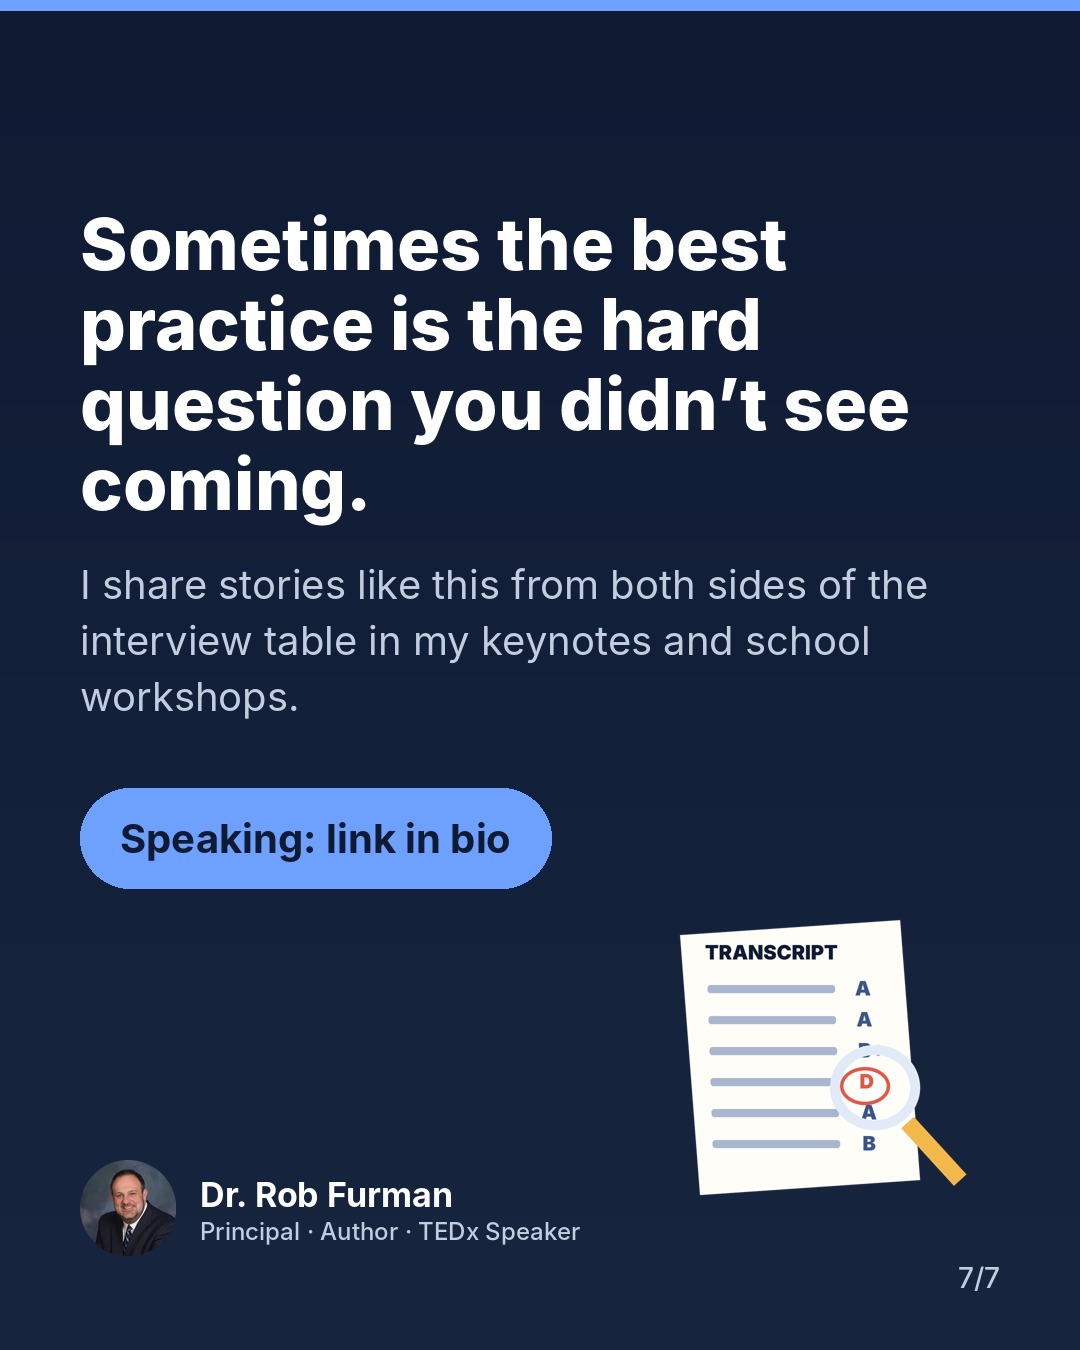 Sometimes the best
practice is the hard
question you didn’t see
coming.
I share stories like this from both sides of the
interview table in my keynotes and school
workshops.
Speaking: link in bio
TRANSCRIPT
A
A
D
A
B
Dr. Rob Furman
Principal · Author · TEDx Speaker
7/7